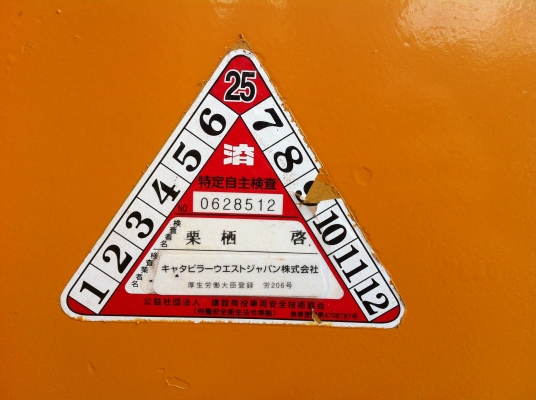 25
6 7
5 8
4
3 10
2 11
1 12
済
特定自主検査
NO 0628512
検査者名 栗栖 啓
検査業者名 キャタピラーウエストジャパン株式会社
厚生労働大臣登録 労206号
公益社団法人 建設荷役車両安全技術協会